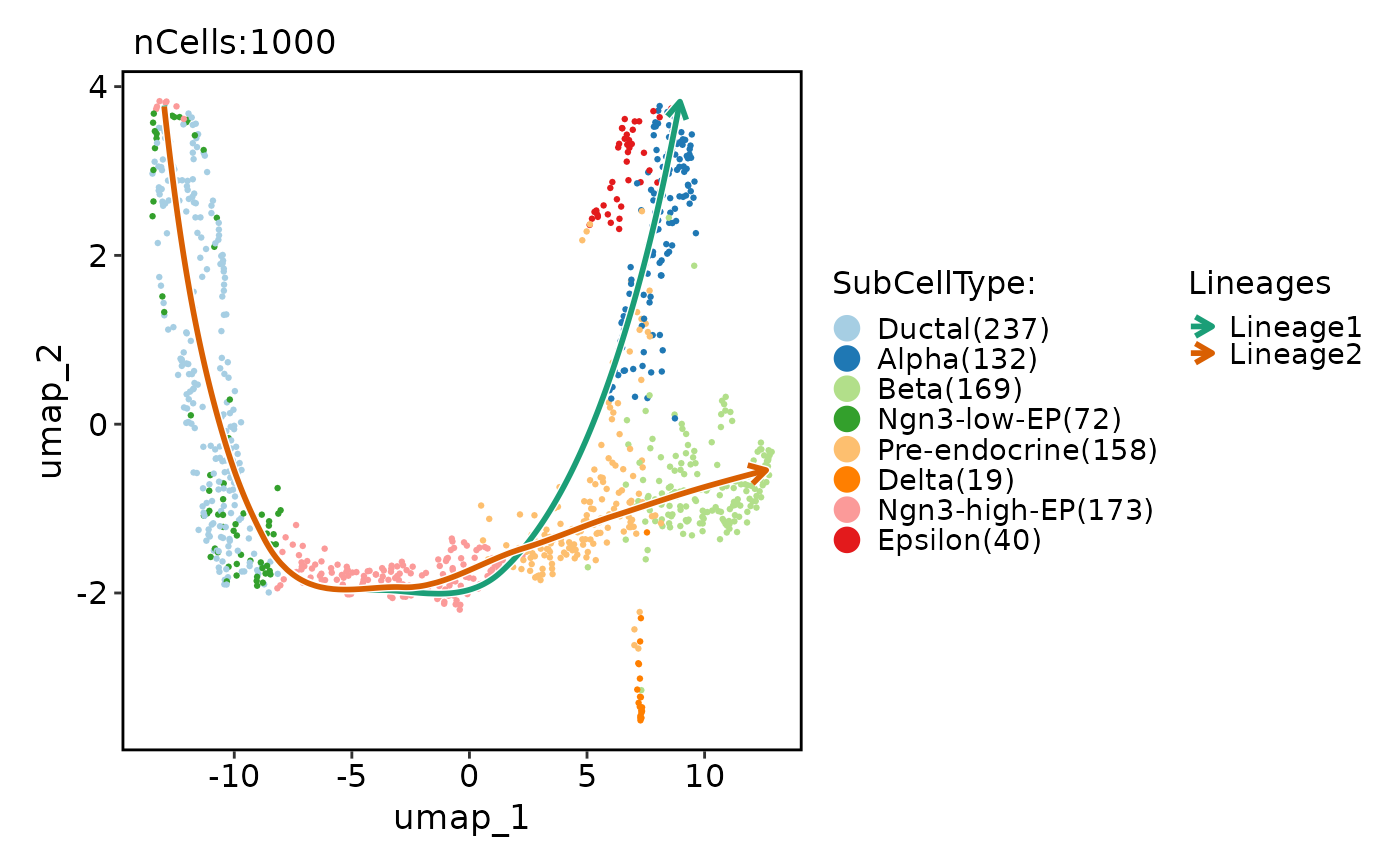 nCells:1000
4
2
0
-2
umap_2
-10 -5 0 5 10
umap_1
SubCellType:
Ductal(237)
Alpha(132)
Beta(169)
Ngn3-low-EP(72)
Pre-endocrine(158)
Delta(19)
Ngn3-high-EP(173)
Epsilon(40)
Lineages
Lineage1
Lineage2